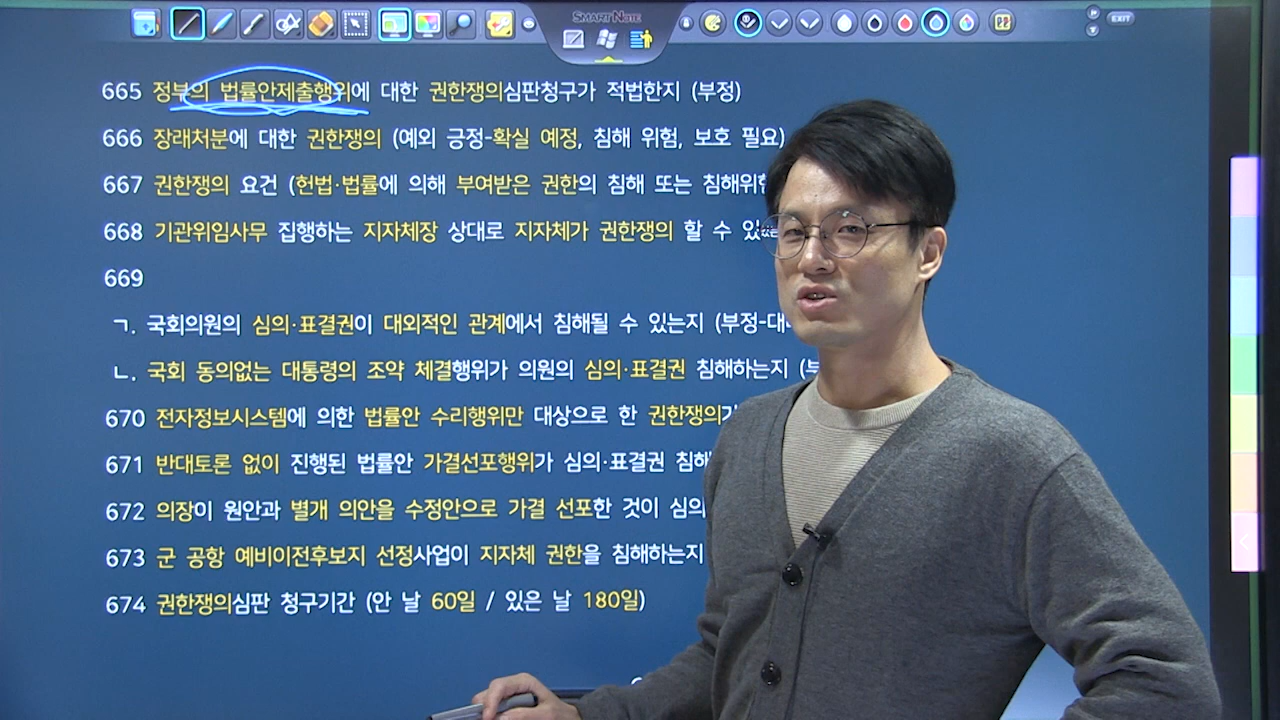 SMART NOTE
EXIT
665 정부의 법률안제출행위에 대한 권한쟁의심판청구가 적법한지 (부정)
666 장래처분에 대한 권한쟁의 (예외 긍정-확실 예정, 침해 위험, 보호 필요)
667 권한쟁의 요건 (헌법·법률에 의해 부여받은 권한의 침해 또는 침해위험
668 기관위임사무 집행하는 지자체장 상대로 지자체가 권한쟁의 할 수
669
ㄱ. 국회의원의 심의·표결권이 대외적인 관계에서 침해될 수 있는지 (부정-대
ㄴ. 국회 동의없는 대통령의 조약 체결행위가 의원의 심의·표결권 침해하는지
670 전자정보시스템에 의한 법률안 수리행위만 대상으로 한 권한쟁의
671 반대토론 없이 진행된 법률안 가결선포행위가 심의·표결권 침해
672 의장이 원안과 별개 의안을 수정안으로 가결 선포한 것이 심의
673 군 공항 예비이전후보지 선정사업이 지자체 권한을 침해하는지
674 권한쟁의심판 청구기간 (안 날 60일 / 있은 날 180일)